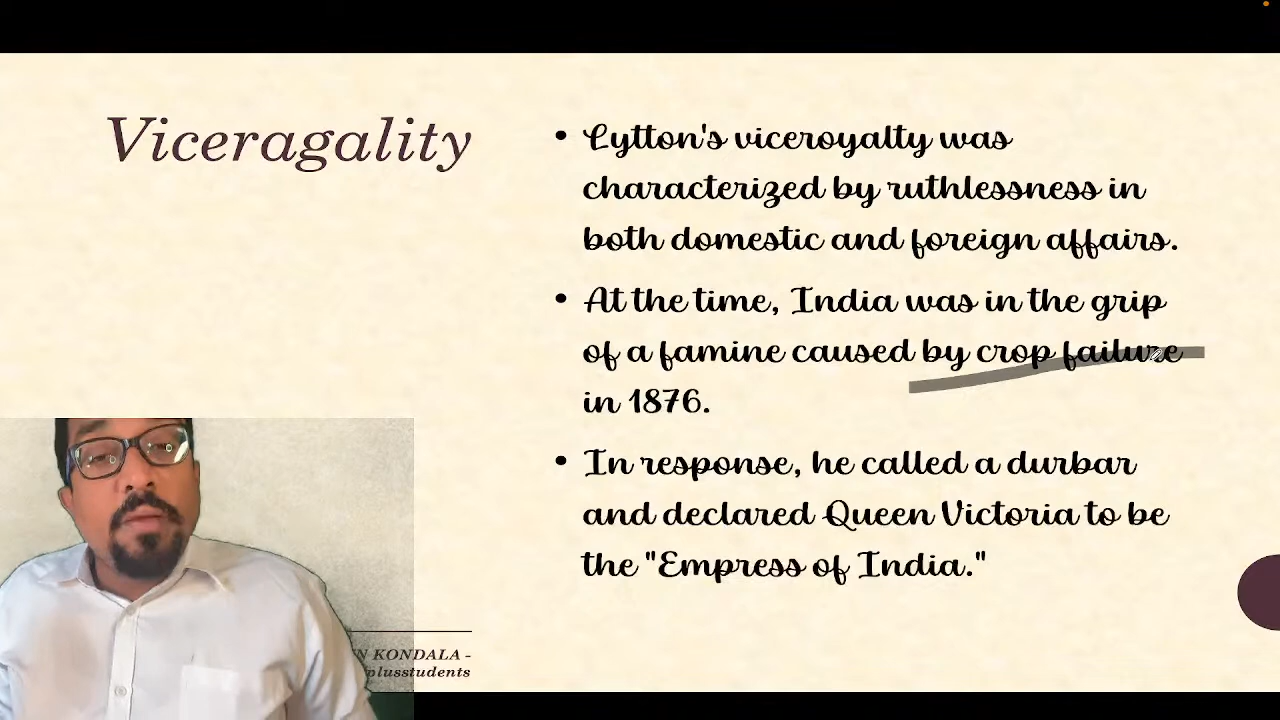 Viceragality
• Lytton's viceroyalty was
characterized by ruthlessness in
both domestic and foreign affairs.
• At the time, India was in the grip
of a famine caused by crop failure
in 1876.
• In response, he called a durbar
and declared Queen Victoria to be
the "Empress of India."
KONDALA -
plusstudents